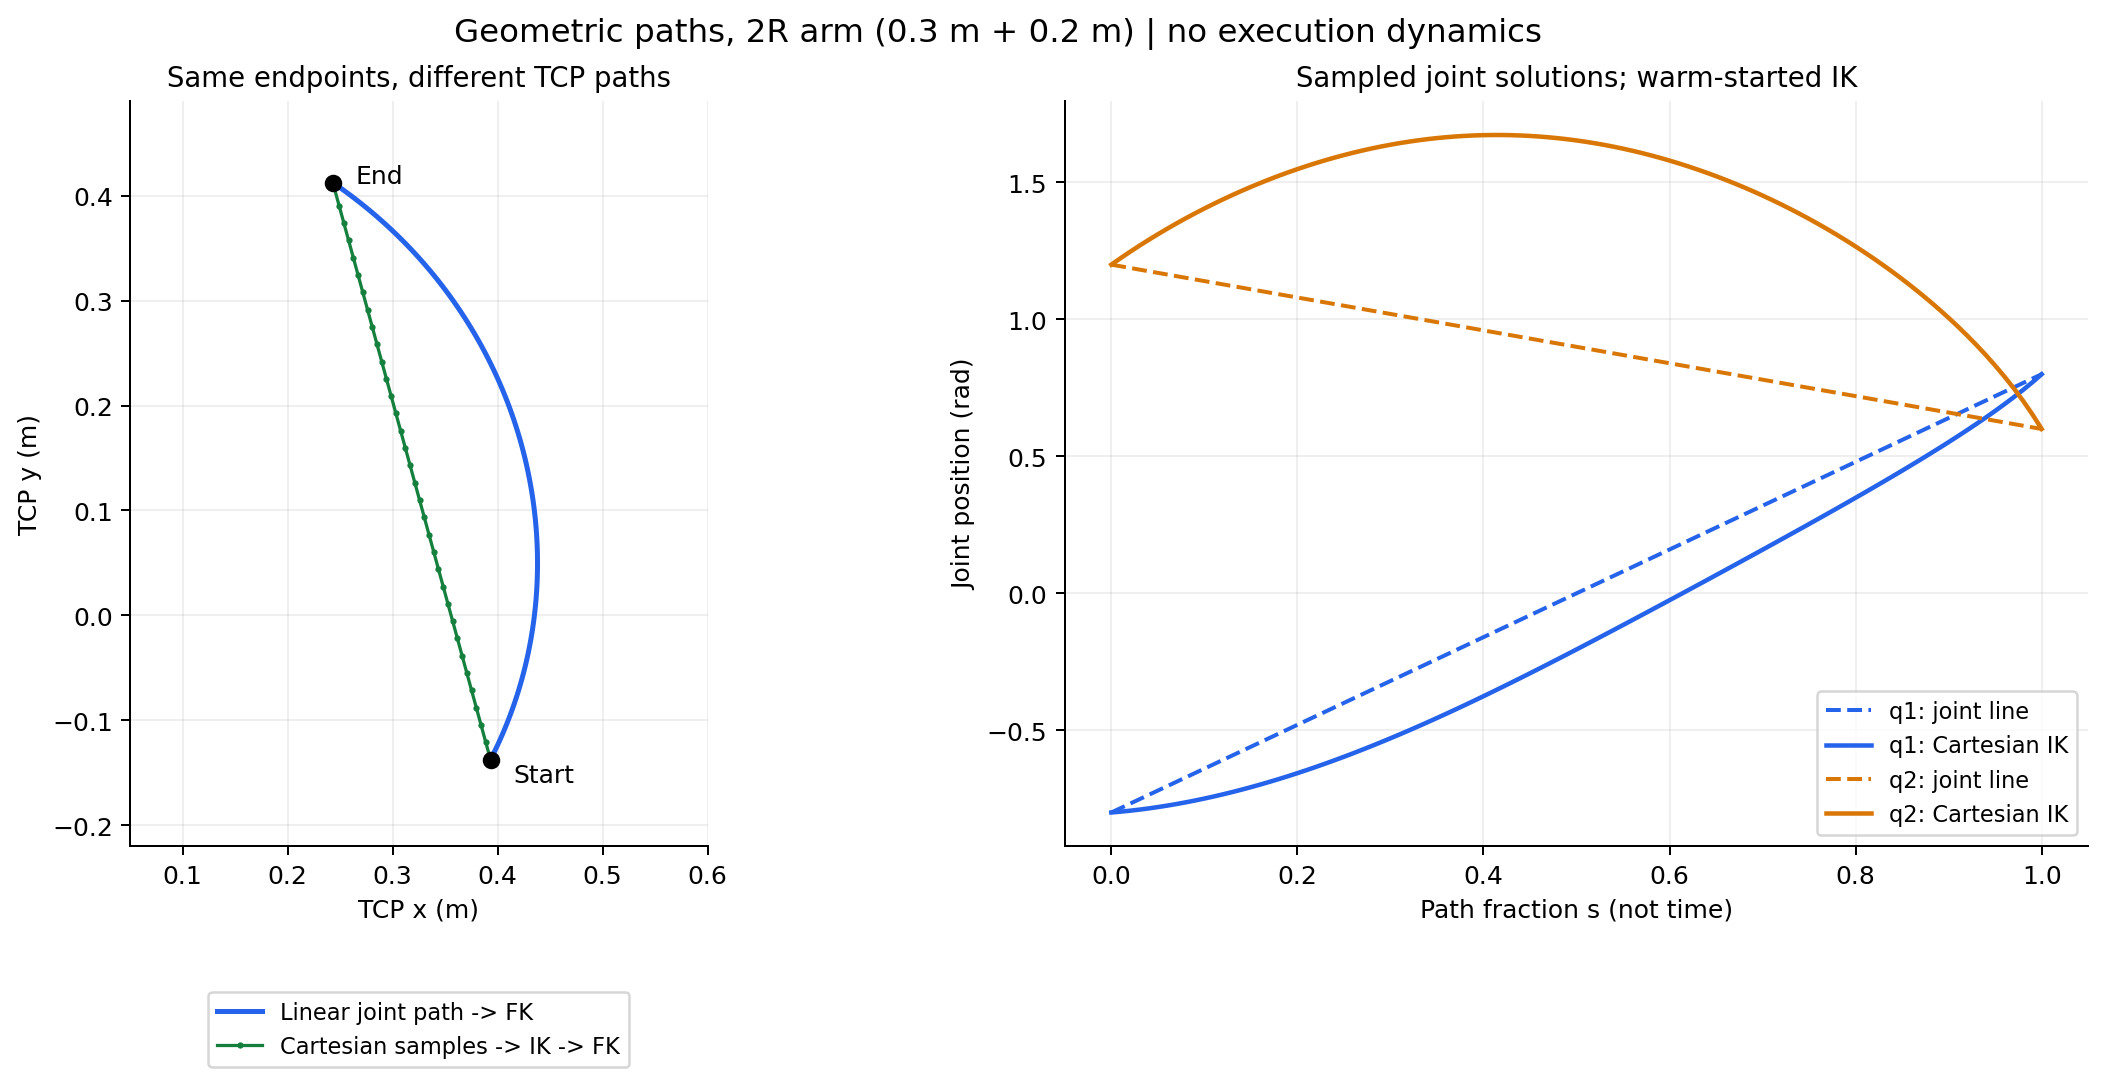 Geometric paths, 2R arm (0.3 m + 0.2 m) | no execution dynamics
Same endpoints, different TCP paths
TCP y (m)
0.4
0.3
0.2
0.1
0.0
−0.1
−0.2
End
Start
0.1 0.2 0.3 0.4 0.5 0.6
TCP x (m)
Linear joint path -> FK
Cartesian samples -> IK -> FK
Sampled joint solutions; warm-started IK
Joint position (rad)
1.5
1.0
0.5
0.0
−0.5
q1: joint line
q1: Cartesian IK
q2: joint line
q2: Cartesian IK
0.0 0.2 0.4 0.6 0.8 1.0
Path fraction s (not time)